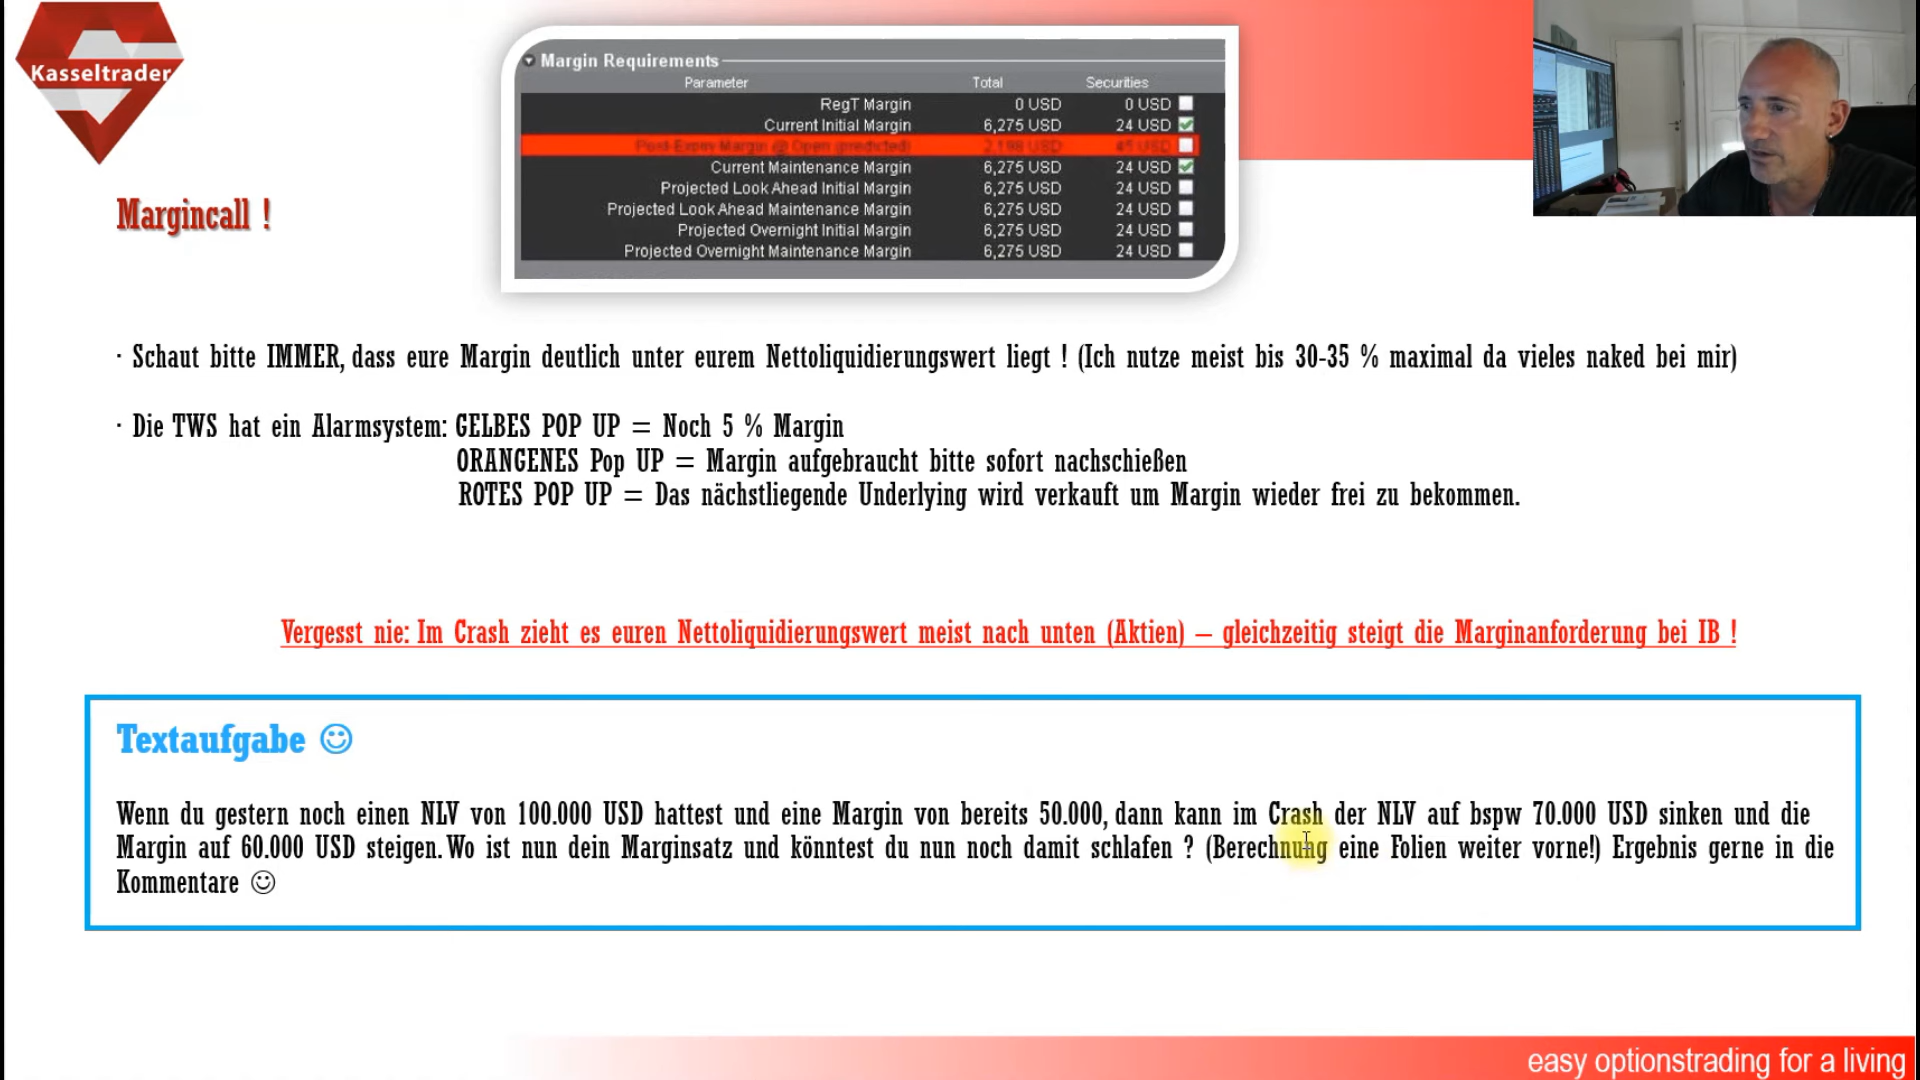 Kasseltrader
Margin Requirements
Parameter Total Securities
RegT Margin 0 USD 0 USD
Current Initial Margin 6,275 USD 24 USD
Post-Expiry Margin @ Open (predicted) 2,198 USD
Current Maintenance Margin 6,275 USD 24 USD
Projected Look Ahead Initial Margin 6,275 USD 24 USD
Projected Look Ahead Maintenance Margin 6,275 USD 24 USD
Projected Overnight Initial Margin 6,275 USD 24 USD
Projected Overnight Maintenance Margin 6,275 USD 24 USD
Margincall !
· Schaut bitte IMMER, dass eure Margin deutlich unter eurem Nettoliquidierungswert liegt ! (Ich nutze meist bis 30-35 % maximal da vieles naked bei mir)
· Die TWS hat ein Alarmsystem: GELBES POP UP = Noch 5 % Margin
ORANGENES Pop UP = Margin aufgebraucht bitte sofort nachschießen
ROTES POP UP = Das nächstliegende Underlying wird verkauft um Margin wieder frei zu bekommen.
Vergesst nie: Im Crash zieht es euren Nettoliquidierungswert meist nach unten (Aktien) – gleichzeitig steigt die Marginanforderung bei IB !
Textaufgabe ☺
Wenn du gestern noch einen NLV von 100.000 USD hattest und eine Margin von bereits 50.000, dann kann im Crash der NLV auf bspw 70.000 USD sinken und die
Margin auf 60.000 USD steigen. Wo ist nun dein Marginsatz und könntest du nun noch damit schlafen ? (Berechnung eine Folien weiter vorne!) Ergebnis gerne in die
Kommentare ☺
easy optionstrading for a living